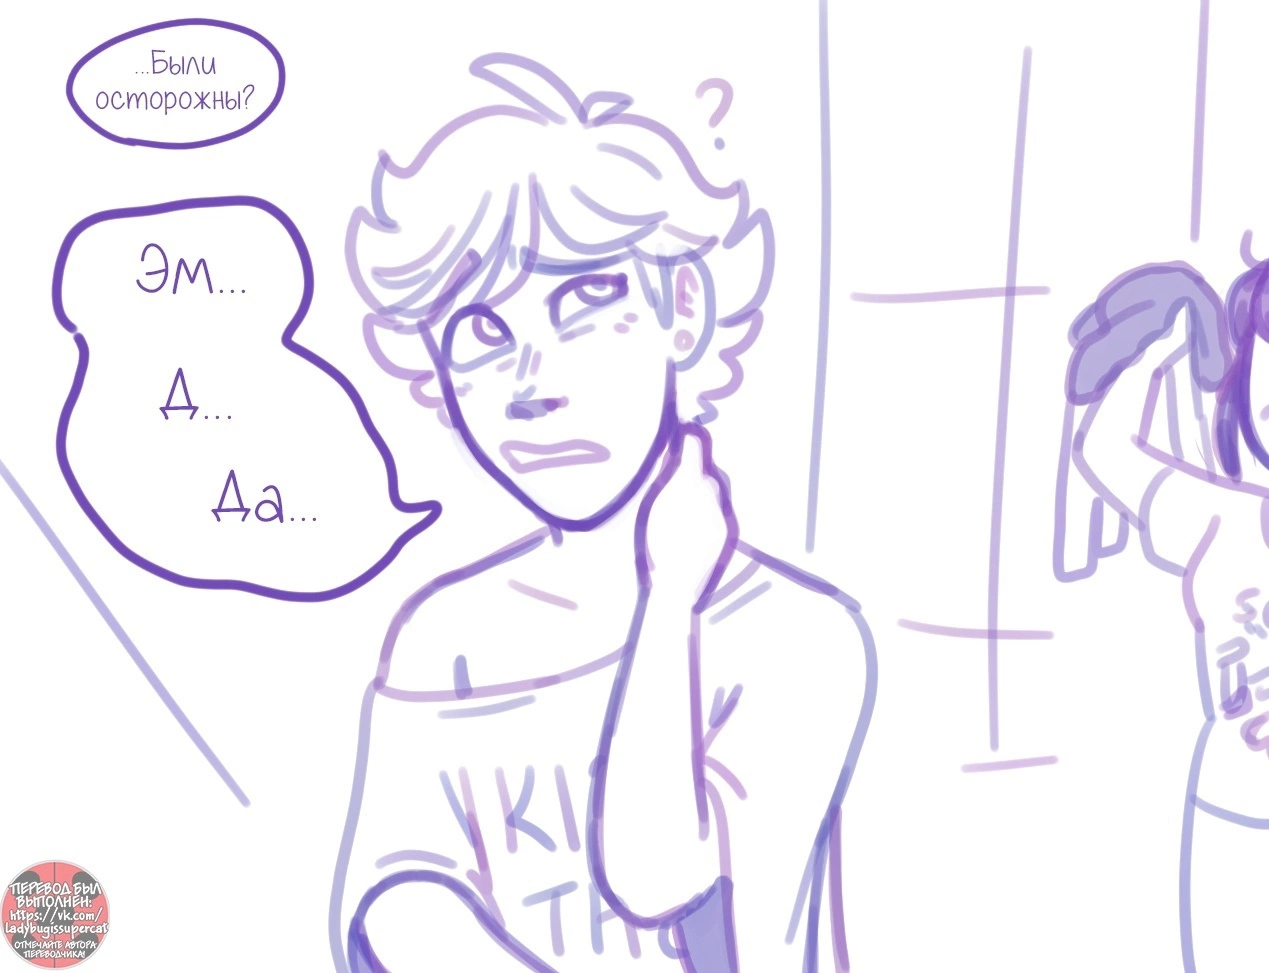 ...Были
осторожны?
?
Эм...
Д...
Да...
ПЕРЕВОД БЫЛ
ВЫПОЛНЕН:
https://vk.com/
ladybugissupercat
ОТМЕЧАЙТЕ АВТОРА
ПЕРЕВОДЧИКА!